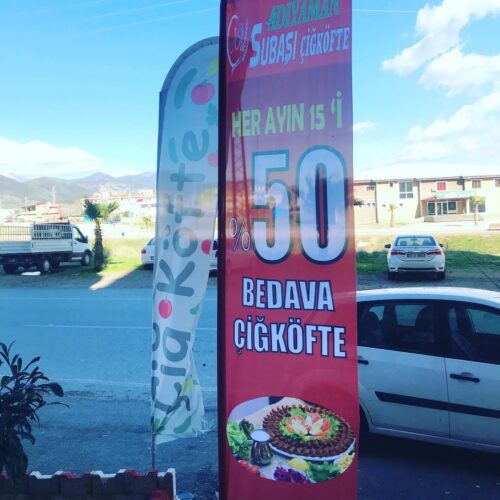 ADIYAMAN
SUBAŞI ÇİĞKÖFTE
HER AYIN 15 'İ
%50
BEDAVA
ÇİĞKÖFTE
Çiğ Köfte